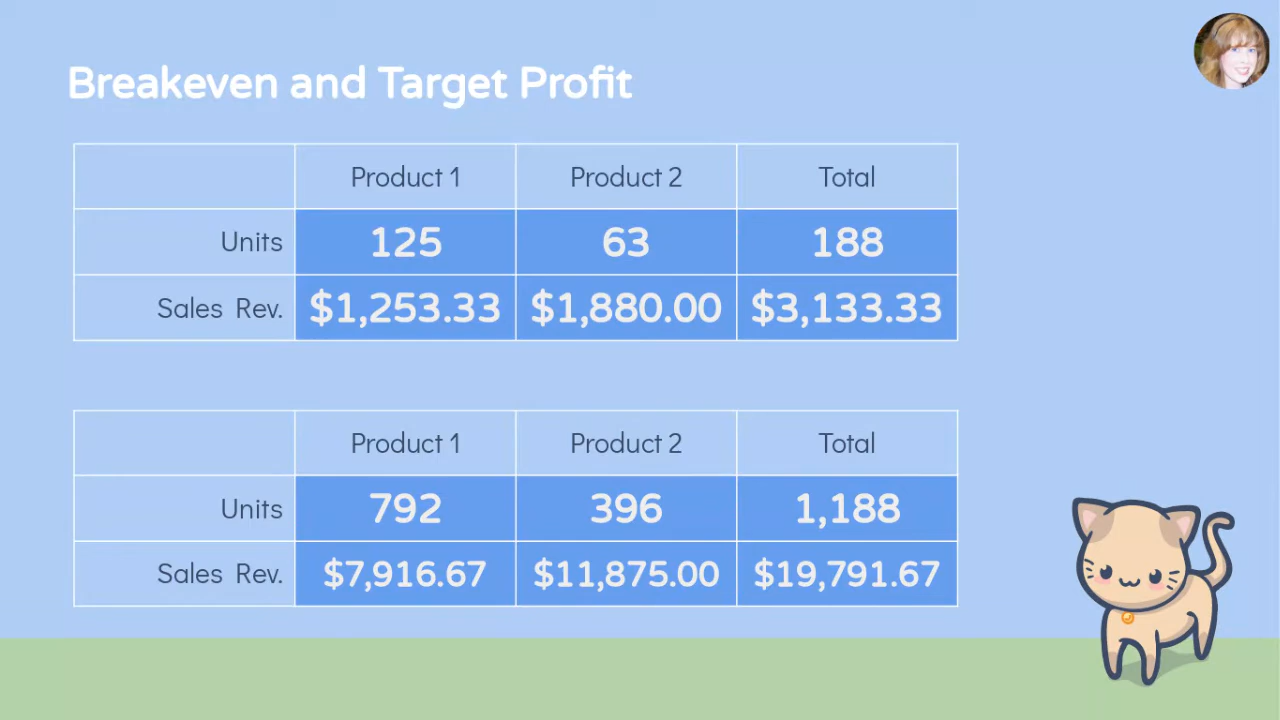 Breakeven and Target Profit
Product 1 Product 2 Total
Units 125 63 188
Sales Rev. $1,253.33 $1,880.00 $3,133.33
Product 1 Product 2 Total
Units 792 396 1,188
Sales Rev. $7,916.67 $11,875.00 $19,791.67